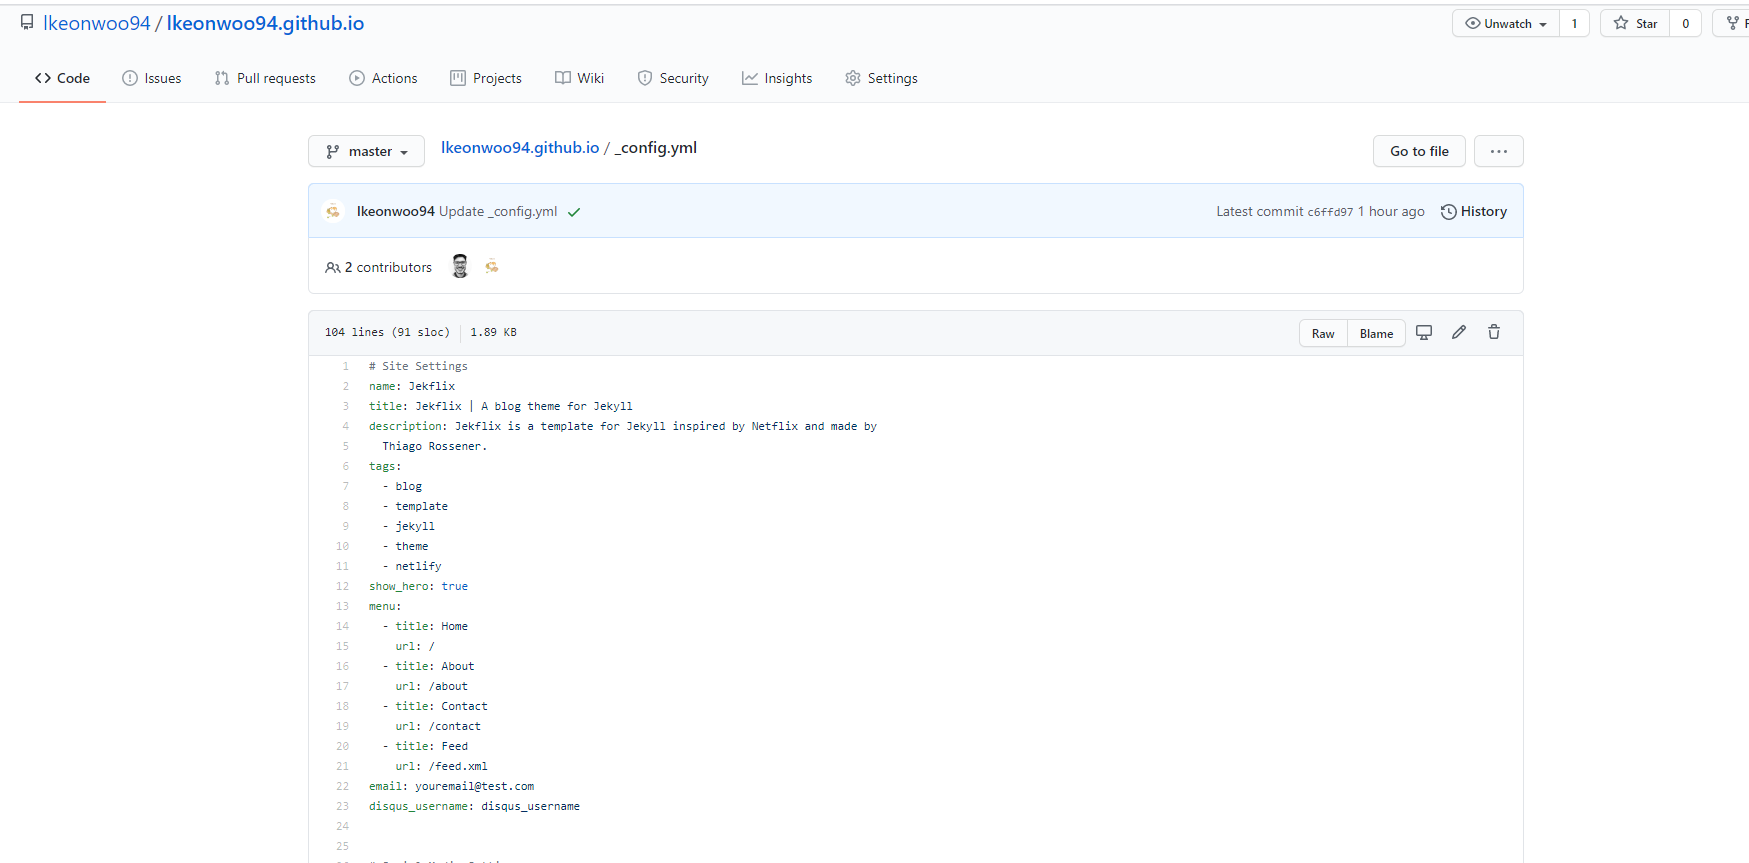 lkeonwoo94 / lkeonwoo94.github.io
Unwatch 1 Star 0
Code Issues Pull requests Actions Projects Wiki Security Insights Settings
master lkeonwoo94.github.io / _config.yml Go to file ...
lkeonwoo94 Update _config.yml Latest commit c6ffd97 1 hour ago History
2 contributors
104 lines (91 sloc) 1.89 KB Raw Blame
1 # Site Settings
2 name: Jekflix
3 title: Jekflix | A blog theme for Jekyll
4 description: Jekflix is a template for Jekyll inspired by Netflix and made by
5 Thiago Rossener.
6 tags:
7 - blog
8 - template
9 - jekyll
10 - theme
11 - netlify
12 show_hero: true
13 menu:
14 - title: Home
15 url: /
16 - title: About
17 url: /about
18 - title: Contact
19 url: /contact
20 - title: Feed
21 url: /feed.xml
22 email: youremail@test.com
23 disqus_username: disqus_username
24
25